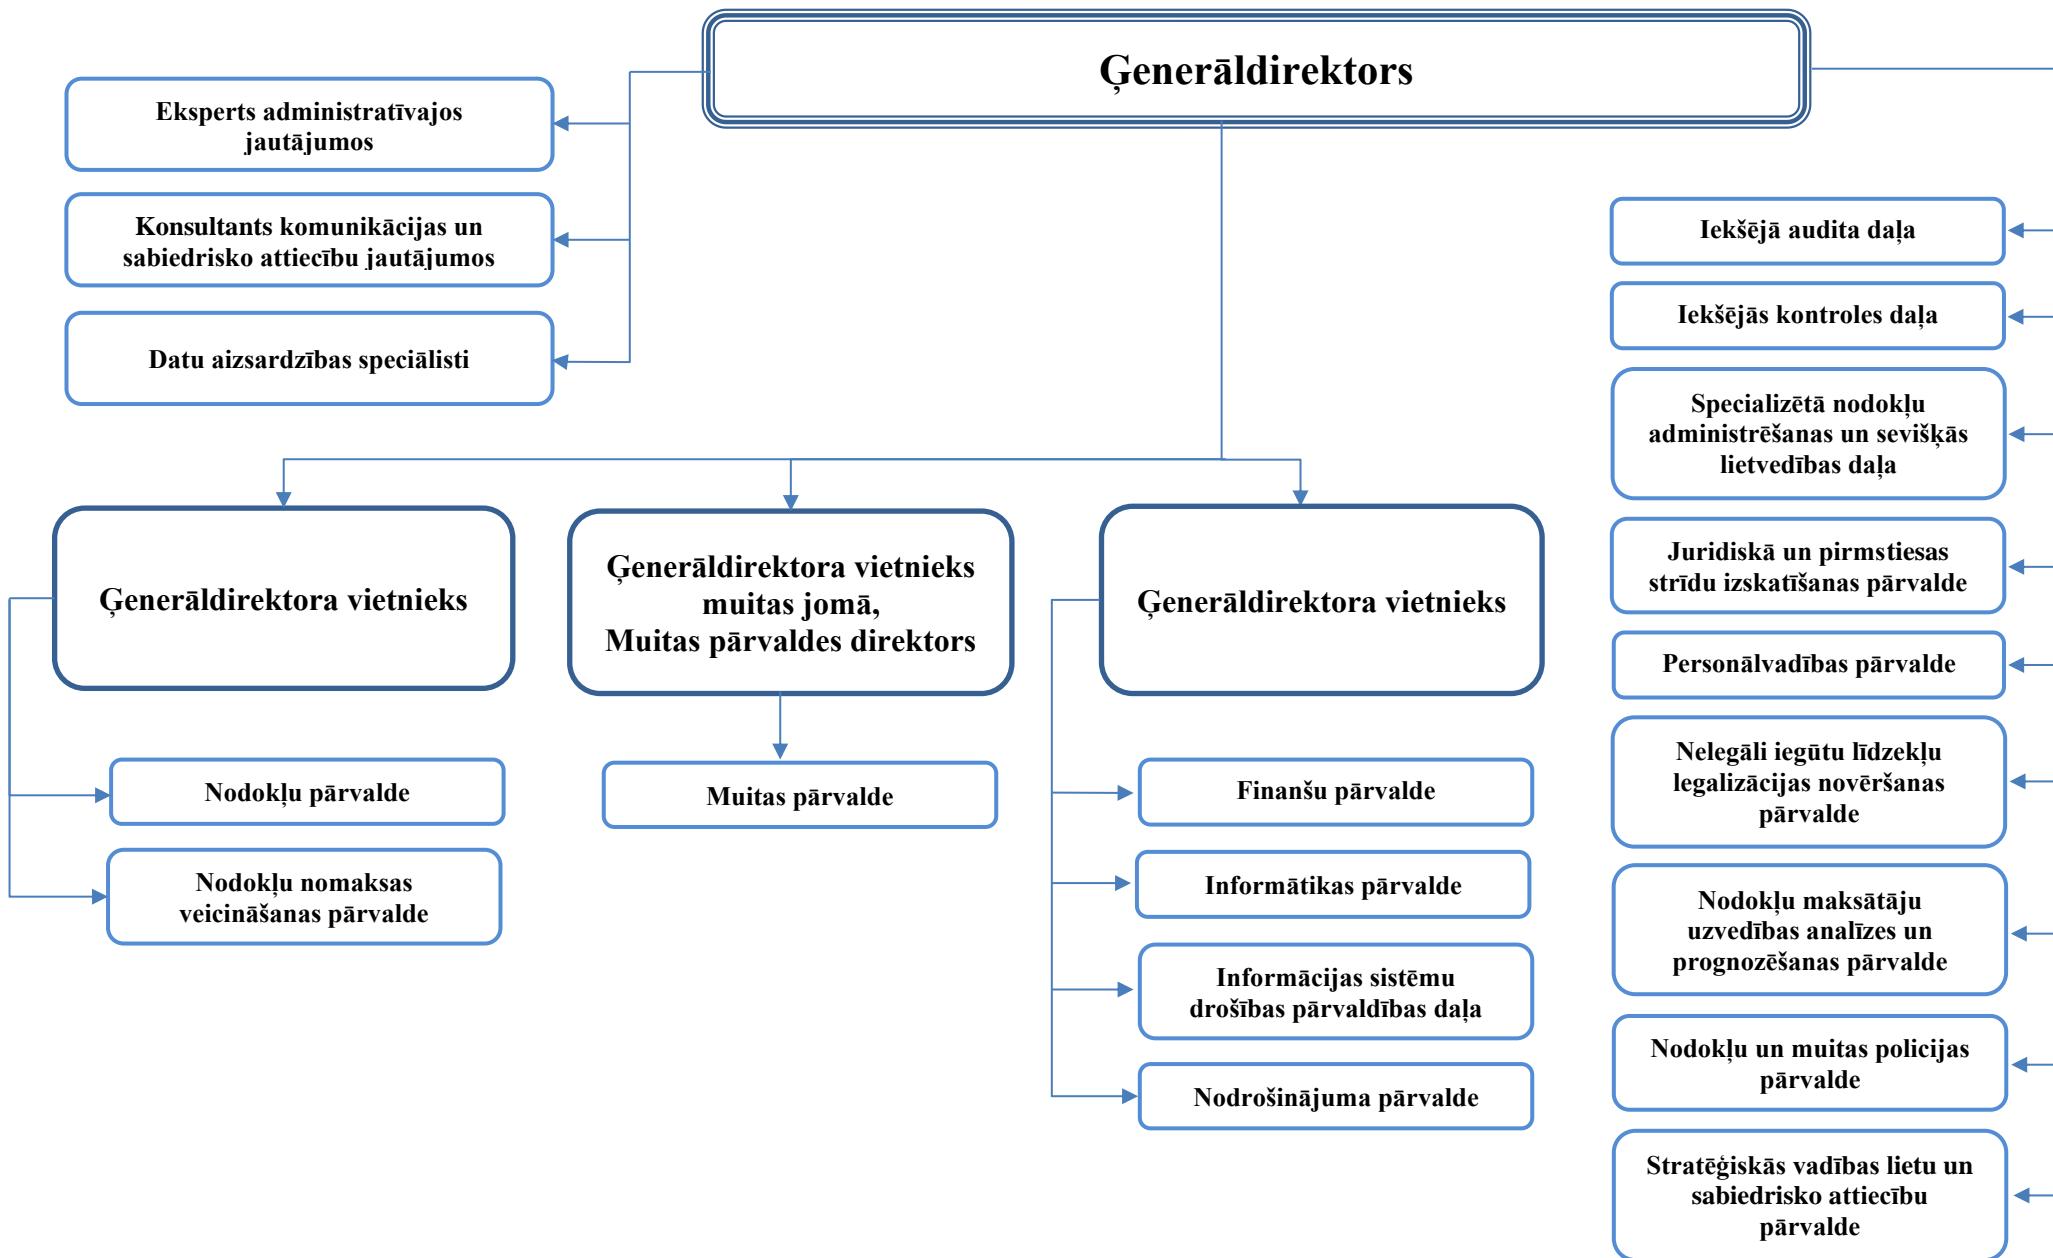 Ģenerāldirektors
Eksperts administratīvajos
jautājumos
Konsultants komunikācijas un
sabiedrisko attiecību jautājumos
Datu aizsardzības speciālisti
Ģenerāldirektora vietnieks
Nodokļu pārvalde
Nodokļu nomaksas
veicināšanas pārvalde
Ģenerāldirektora vietnieks
muitas jomā,
Muitas pārvaldes direktors
Muitas pārvalde
Ģenerāldirektora vietnieks
Finanšu pārvalde
Informātikas pārvalde
Informācijas sistēmu
drošības pārvaldības daļa
Nodrošinājuma pārvalde
Iekšējā audita daļa
Iekšējās kontroles daļa
Specializētā nodokļu
administrēšanas un sevišķās
lietvedības daļa
Juridiskā un pirmstiesas
strīdu izskatīšanas pārvalde
Personālvadības pārvalde
Nelegāli iegūtu līdzekļu
legalizācijas novēršanas
pārvalde
Nodokļu maksātāju
uzvedības analīzes un
prognozēšanas pārvalde
Nodokļu un muitas policijas
pārvalde
Stratēģiskās vadības lietu un
sabiedrisko attiecību
pārvalde